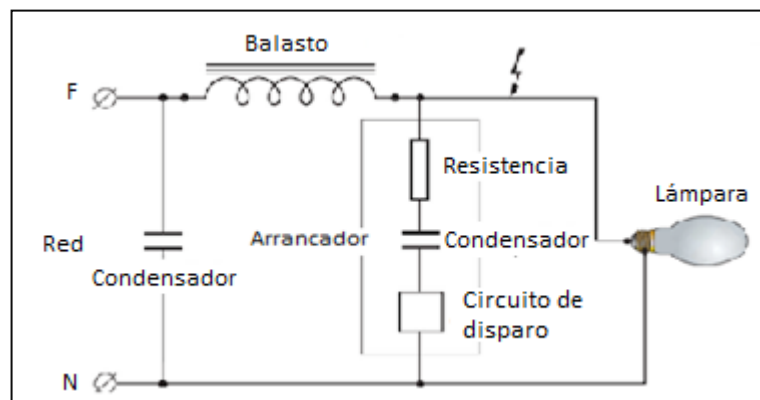 Balasto
F
Resistencia
Lámpara
Red
Arrancador
Condensador
Condensador
Circuito de
disparo
N